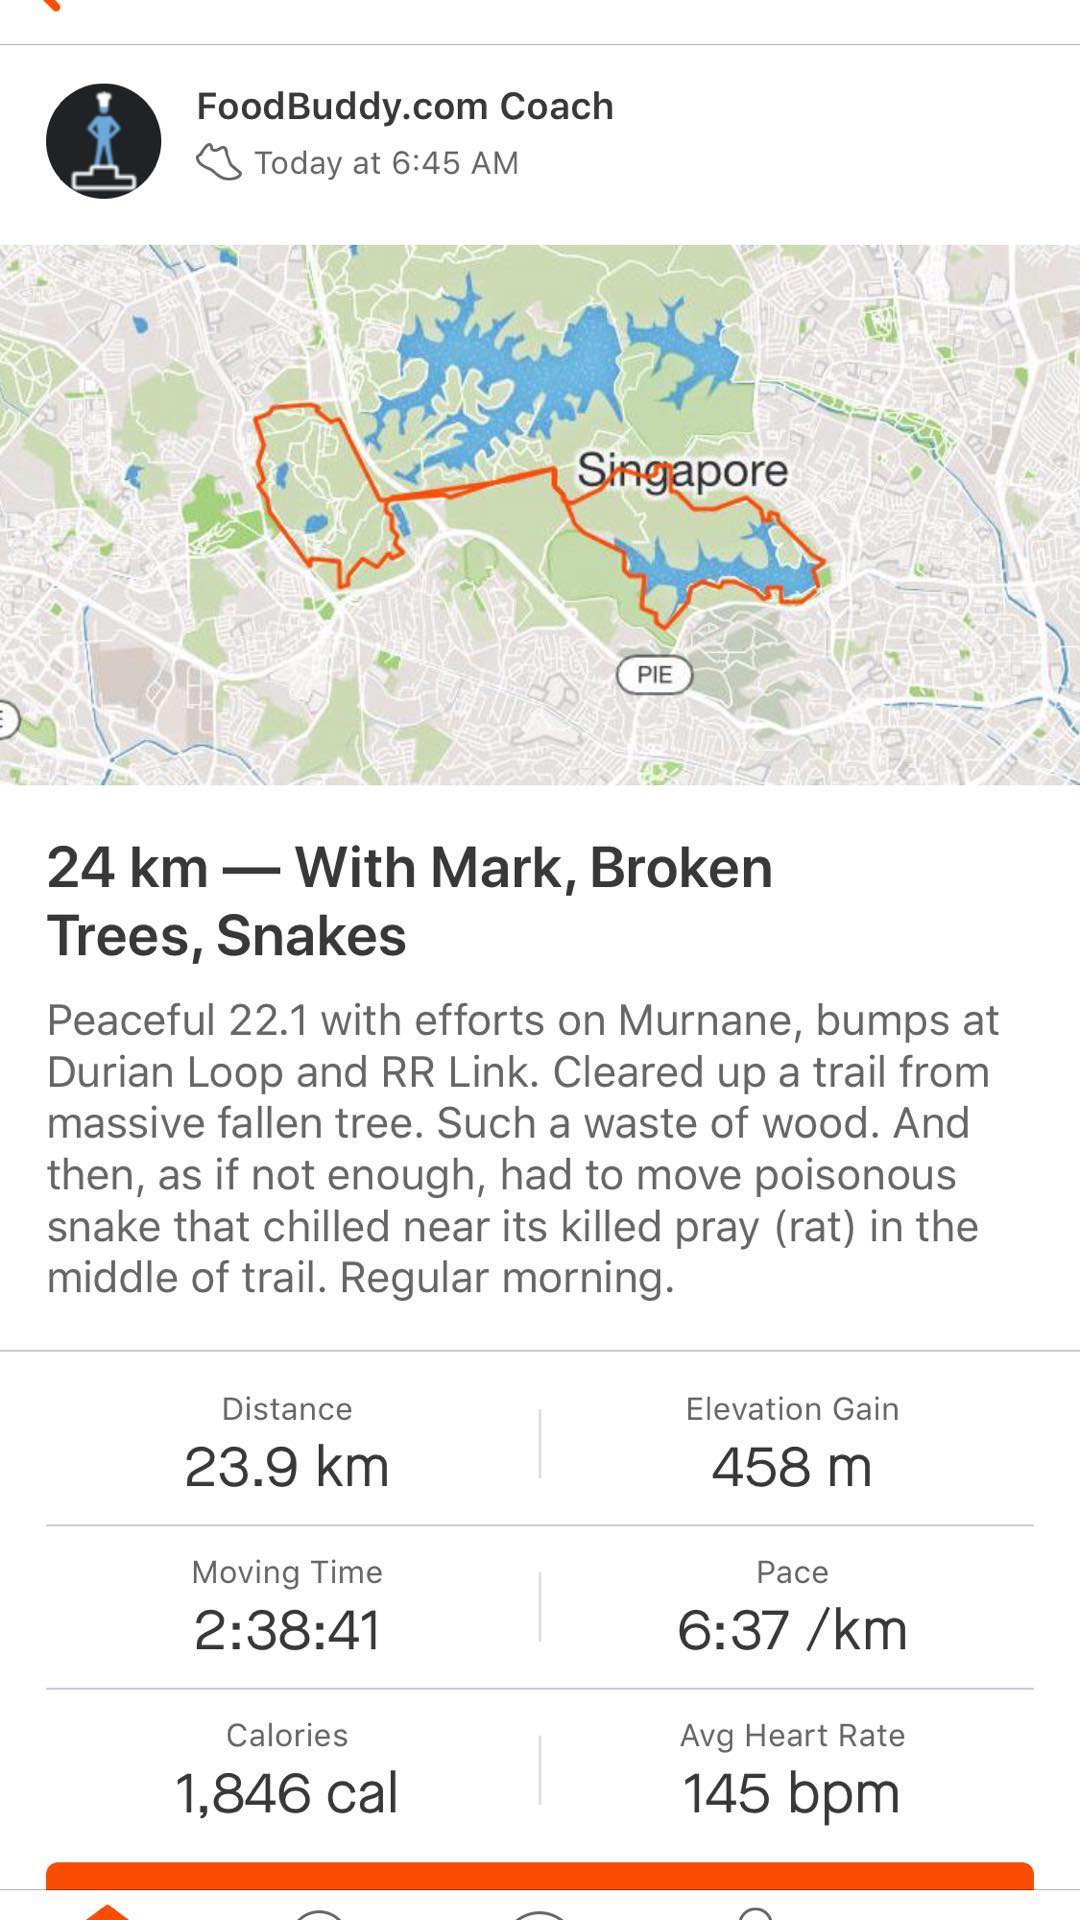 FoodBuddy.com Coach
Today at 6:45 AM
Singapore
PIE
E
24 km — With Mark, Broken
Trees, Snakes
Peaceful 22.1 with efforts on Murnane, bumps at
Durian Loop and RR Link. Cleared up a trail from
massive fallen tree. Such a waste of wood. And
then, as if not enough, had to move poisonous
snake that chilled near its killed pray (rat) in the
middle of trail. Regular morning.
Distance
23.9 km
Elevation Gain
458 m
Moving Time
2:38:41
Pace
6:37 /km
Calories
1,846 cal
Avg Heart Rate
145 bpm